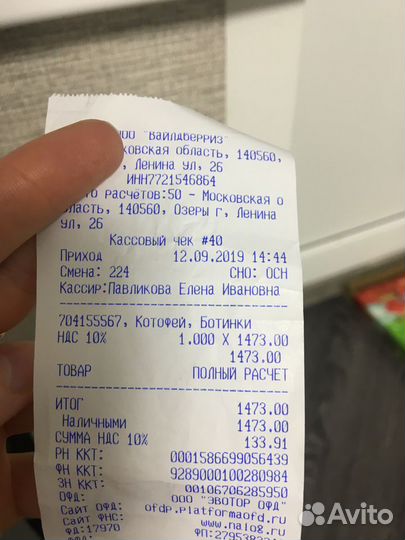 ООО "ВАЙЛДБЕРРИЗ"
область, 140560,
, Ленина ул, 26
ИНН7721546864
расчетов:50 - Московская о
бласть, 140560, Озеры г, Ленина
ул, 26
Кассовый чек #40
Приход 12.09.2019 14:44
Смена: 224 СНО: ОСН
Кассир:Павликова Елена Ивановна
704155567, Котофей, Ботинки
НДС 10% 1.000 X 1473.00
1473.00
ТОВАР ПОЛНЫЙ РАСЧЕТ
ИТОГ 1473.00
Наличными 1473.00
СУММА НДС 10% 133.91
РН ККТ: 0001586699056439
ФН ККТ: 9289000100280984
ЗН ККТ: 00106706285950
ОФД: ООО "ЭВОТОР ОФД"
Сайт ОФД: ofdp.platformaofd.ru
Сайт ФНС: www.nalog.ru
ФД:17970
Avito